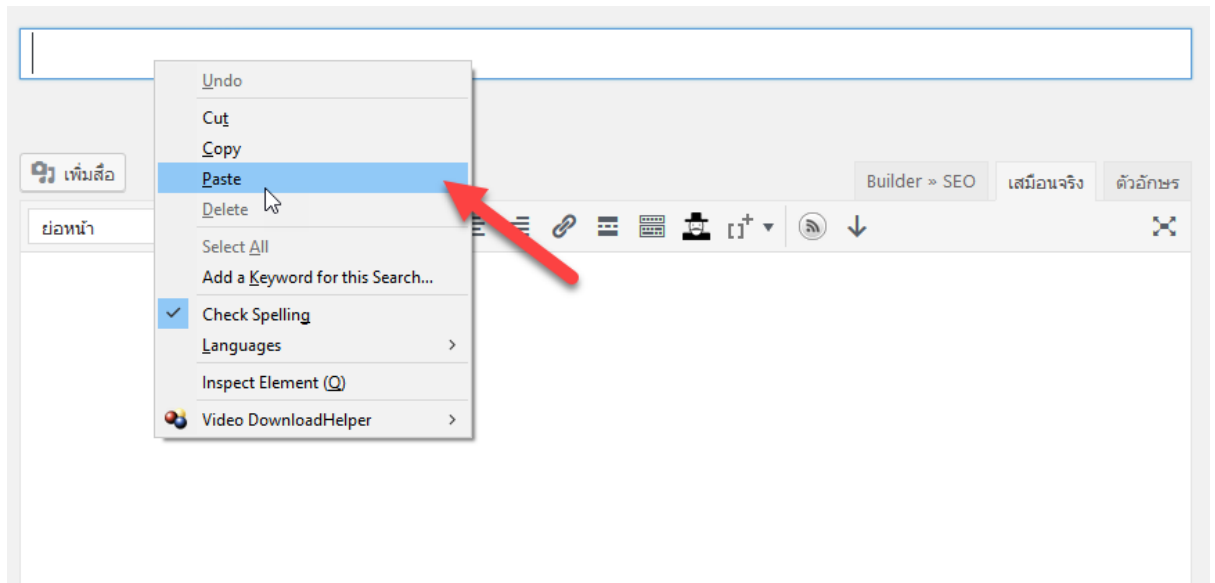 Undo
Cut
Copy
Paste
Delete
Select All
Add a Keyword for this Search...
Check Spelling
Languages
Inspect Element (Q)
Video DownloadHelper
เพิ่มสื่อ
Builder » SEO
เสมือนจริง
ตัวอักษร
ย่อหน้า